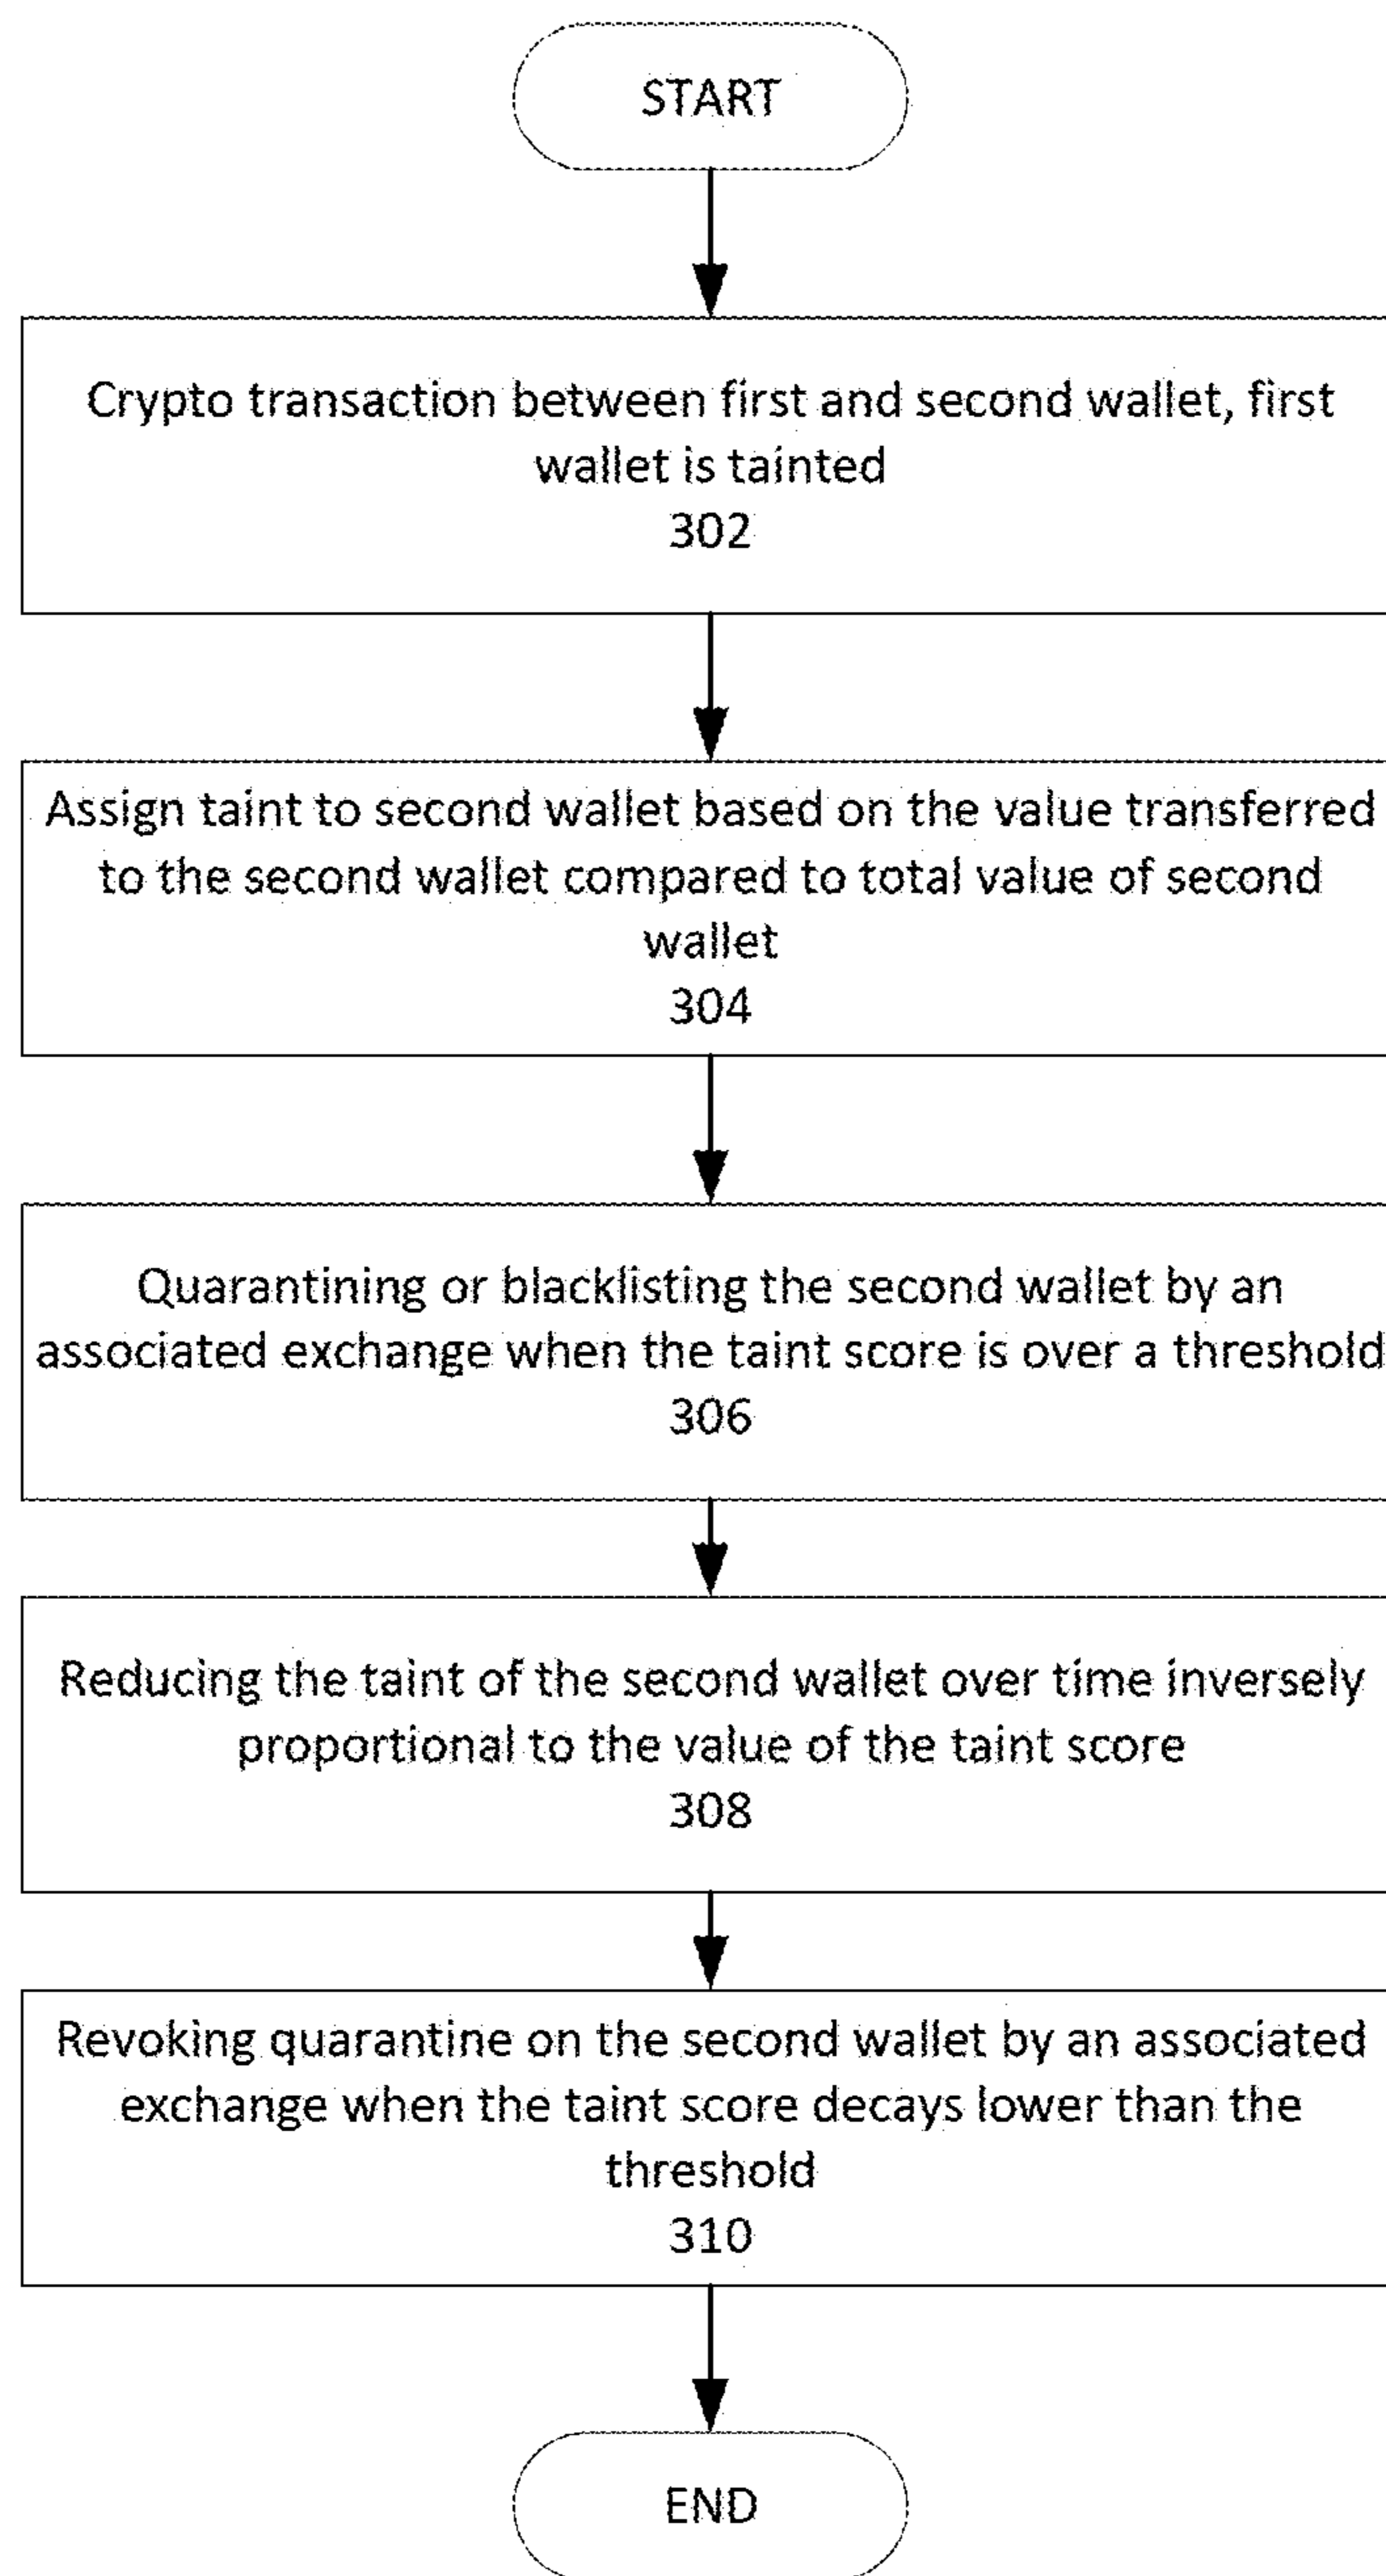 START
Crypto transaction between first and second wallet, first
wallet is tainted
302
Assign taint to second wallet based on the value transferred
to the second wallet compared to total value of second
wallet
304
Quarantining or blacklisting the second wallet by an
associated exchange when the taint score is over a threshold
306
Reducing the taint of the second wallet over time inversely
proportional to the value of the taint score
308
Revoking quarantine on the second wallet by an associated
exchange when the taint score decays lower than the
threshold
310
END